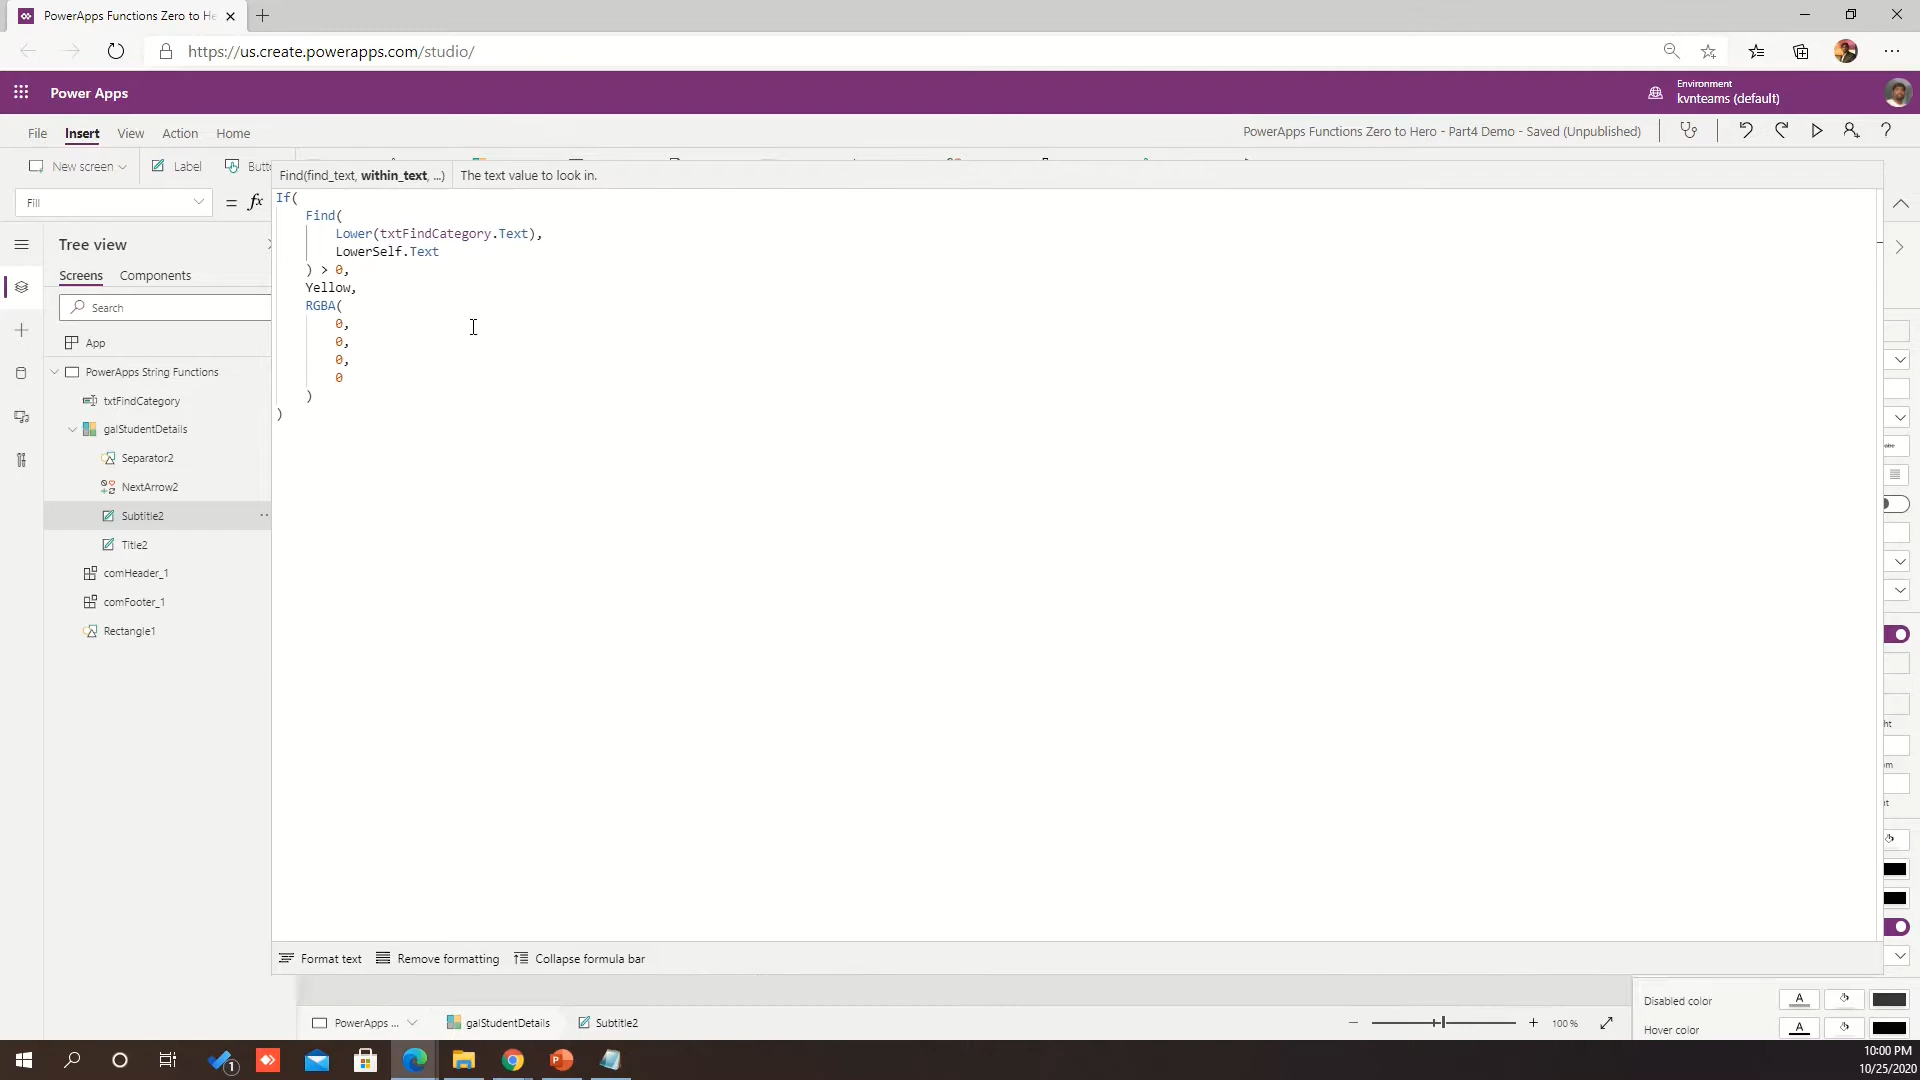 PowerApps Functions Zero to He
https://us.create.powerapps.com/studio/
Power Apps
Environment
kvnteams (default)
File Insert View Action Home
PowerApps Functions Zero to Hero - Part4 Demo - Saved (Unpublished)
New screen Label Butt
Find(find_text, within_text, ...) The text value to look in.
Fill = fx
If(
Find(
Lower(txtFindCategory.Text),
LowerSelf.Text
) > 0,
Yellow,
RGBA(
0,
0,
0,
0
)
)
Tree view
Screens Components
Search
App
PowerApps String Functions
txtFindCategory
galStudentDetails
Separator2
NextArrow2
Subtitle2
Title2
comHeader_1
comFooter_1
Rectangle1
ht
om
Format text Remove formatting Collapse formula bar
PowerApps ... galStudentDetails Subtitle2
100 %
Disabled color
Hover color
1
10:00 PM
10/25/2020